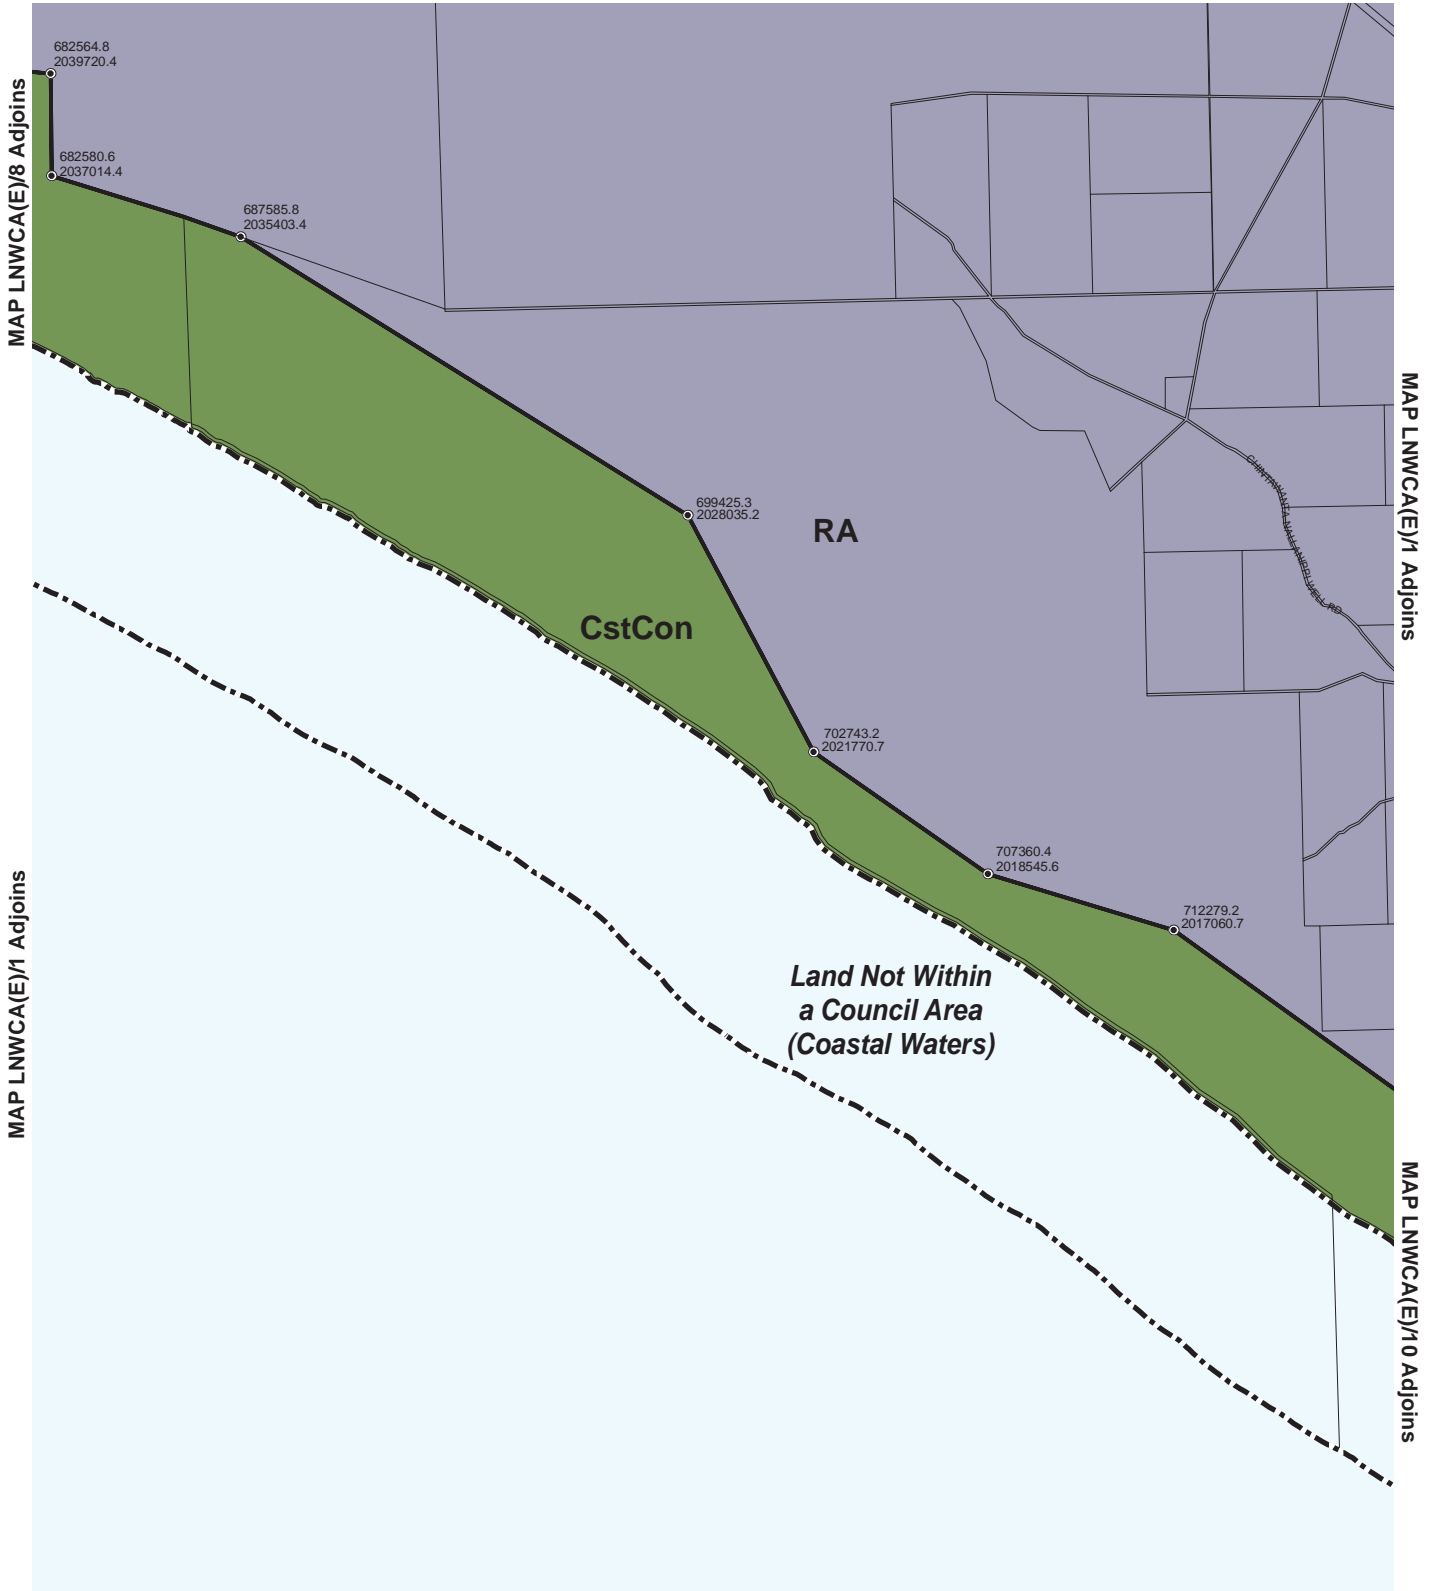 682564.8
2039720.4
MAP LNWCA(E)/8 Adjoins
682580.6
2037014.4
687585.8
2035403.4
MAP LNWCA(E)/1 Adjoins
699425.3
2028035.2
RA
CstCon
702743.2
2021770.7
707360.4
2018545.6
712279.2
2017060.7
MAP LNWCA(E)/1 Adjoins
Land Not Within
a Council Area
(Coastal Waters)
MAP LNWCA(E)/10 Adjoins